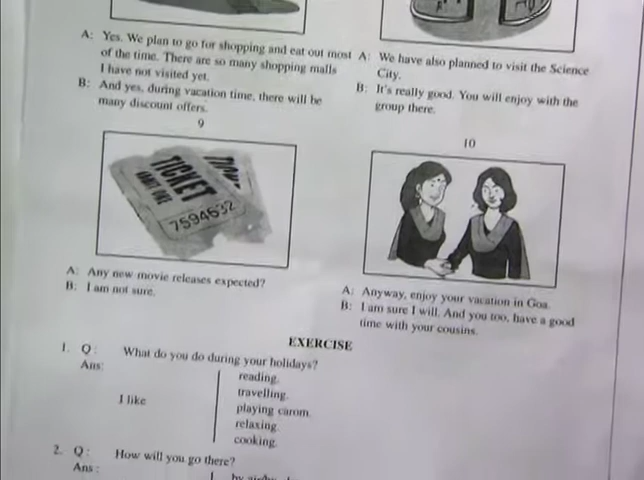 A: Yes. We plan to go for shopping and eat out most
of the time. There are so many shopping malls
I have not visited yet.
B: And yes, during vacation time, there will be
many discount offers.
A: We have also planned to visit the Science
City.
B: It's really good. You will enjoy with the
group there.
9
TICKET
ADMIT ONE
7594632
A: Any new movie releases expected?
B: I am not sure.
10
A: Anyway, enjoy your vacation in Goa.
B: I am sure I will. And you too, have a good
time with your cousins.
EXERCISE
1. Q: What do you do during your holidays?
Ans:
I like
reading.
travelling.
playing carom.
relaxing.
cooking.
2. Q: How will you go there?
Ans :